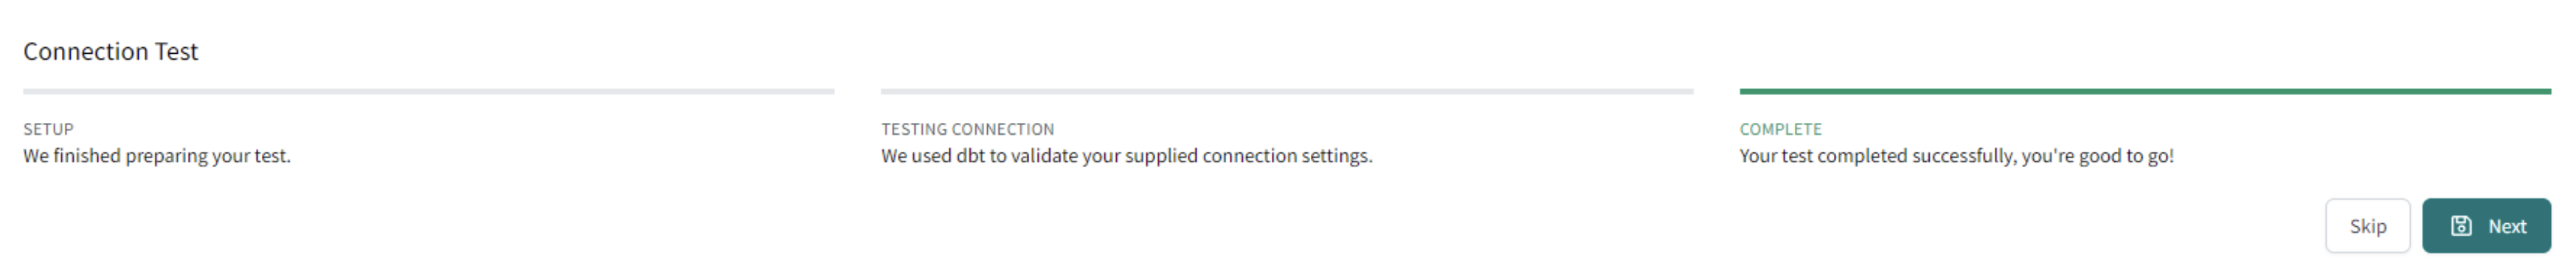 Connection Test
SETUP
We finished preparing your test.
TESTING CONNECTION
We used dbt to validate your supplied connection settings.
COMPLETE
Your test completed successfully, you're good to go!
Skip
Next